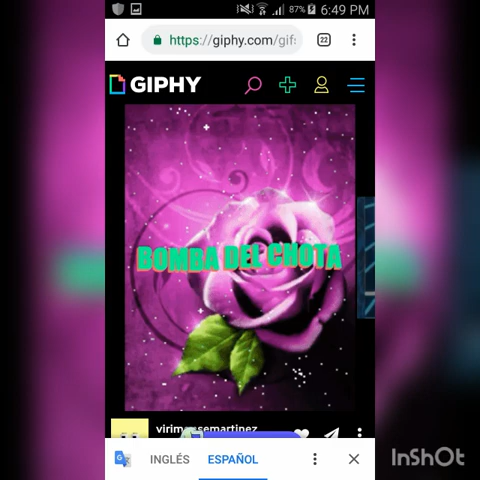 87% 6:49 PM
https://giphy.com/gif
22
GIPHY
BOMBA DEL CHOTA
INGLÉS ESPAÑOL
InShOt